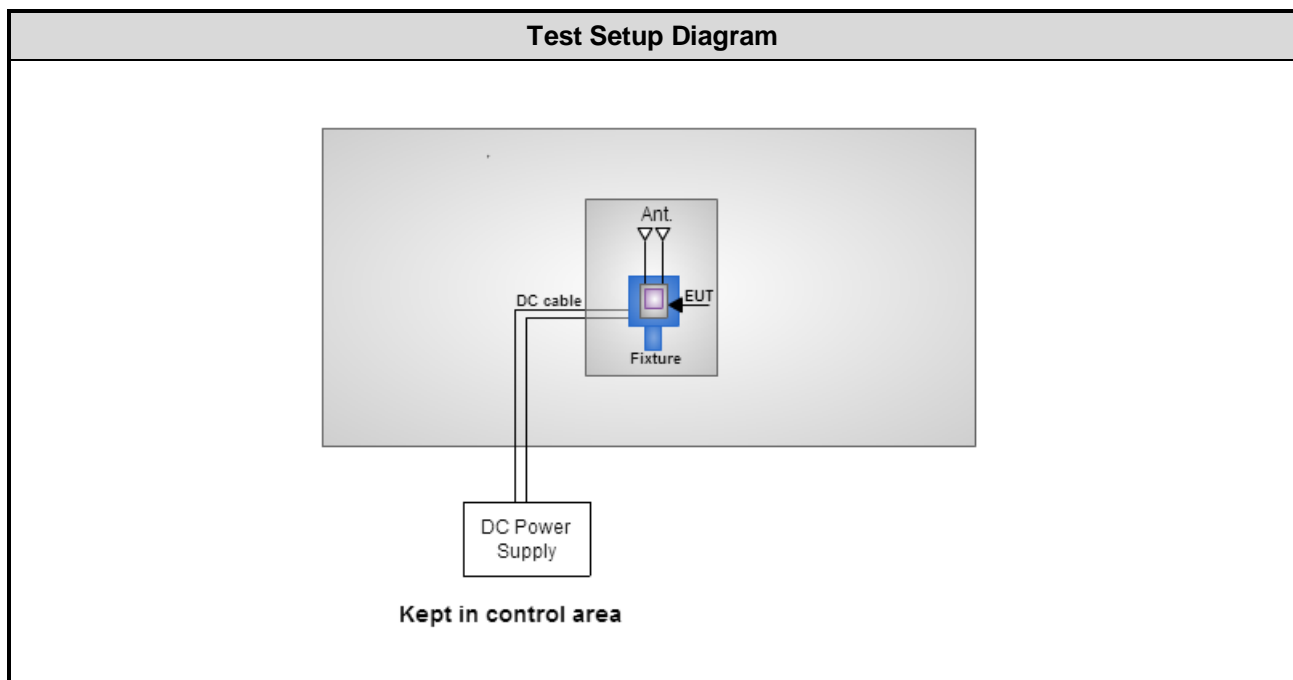 Test Setup Diagram
Ant.
DC cable
EUT
Fixture
DC Power
Supply
Kept in control area